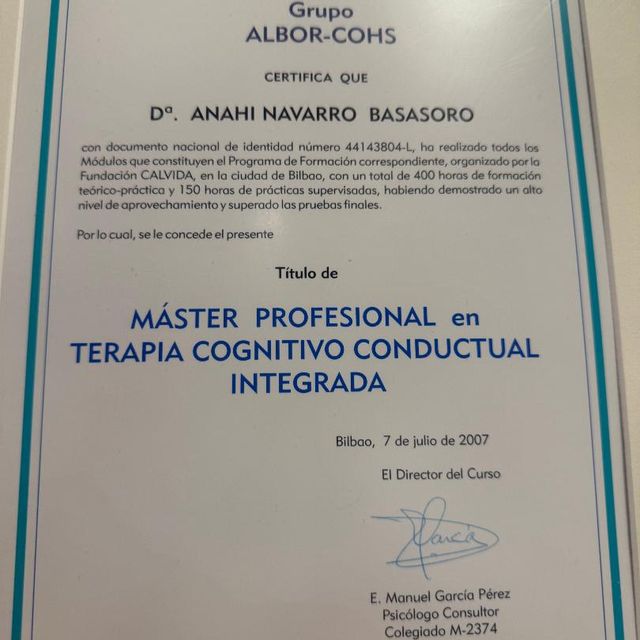 Grupo
ALBOR-COHS
CERTIFICA QUE
Dª. ANAHI NAVARRO BASASORO
con documento nacional de identidad número 44143804-L, ha realizado todos los
Módulos que constituyen el Programa de Formación correspondiente, organizado por la
Fundación CALVIDA, en la ciudad de Bilbao, con un total de 400 horas de formación
teórico-práctica y 150 horas de prácticas supervisadas, habiendo demostrado un alto
nivel de aprovechamiento y superado las pruebas finales.
Por lo cual, se le concede el presente
Título de
MÁSTER PROFESIONAL en
TERAPIA COGNITIVO CONDUCTUAL
INTEGRADA
Bilbao, 7 de julio de 2007
El Director del Curso
García
E. Manuel García Pérez
Psicólogo Consultor
Colegiado M-2374